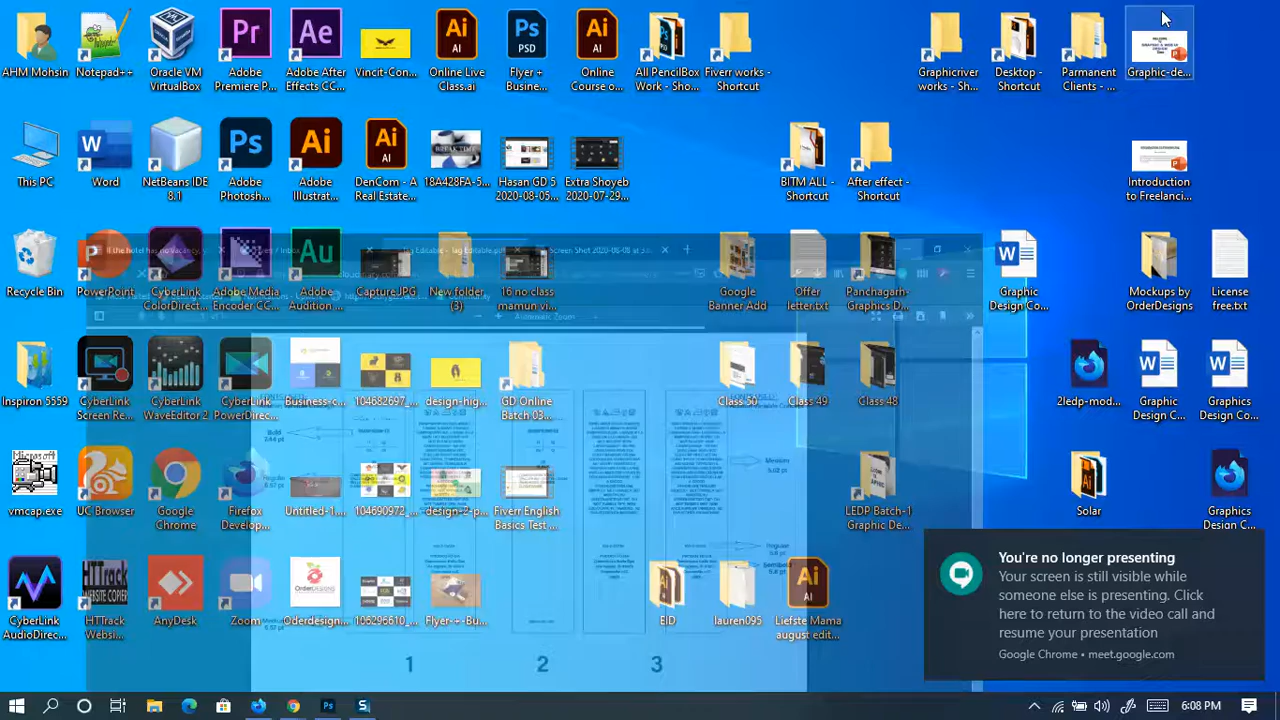 AHM Mohsin
Notepad++
Oracle VM
VirtualBox
Adobe
Premiere P...
Adobe After
Effects CC...
Vincit-Con...
Online Live
Class.ai
Flyer +
Busine...
Online
Course o...
All PencilBox
Work - Sho...
Fiverr works -
Shortcut
Graphicriver
works - Sh...
Desktop -
Shortcut
Parmanent
Clients - ...
Graphic-de...
This PC
Word
NetBeans IDE
8.1
Adobe
Photosh...
Adobe
Illustrat...
DenCom - A
Real Estate...
18A428FA-5...
Hasan GD 5
2020-08-05...
Extra Shoyeb
2020-07-29...
BITM ALL -
Shortcut
After effect -
Shortcut
Introduction
to Freelanci...
Recycle Bin
PowerPoint
CyberLink
ColorDirect...
Adobe Media
Encoder CC...
Adobe
Audition ...
Capture.JPG
New folder
(3)
16 no class
mamun vi...
Google
Banner Add
Offer
letter.txt
Panchagarh-
Graphics D...
Graphic
Design Co...
Mockups by
OrderDesigns
License
free.txt
Inspiron 5559
CyberLink
Screen Re...
CyberLink
WaveEditor 2
CyberLink
PowerDirec...
Business-c...
104682697_...
design-hig...
GD Online
Batch 03...
Class 50
Class 49
Class 48
2ledp-mod...
Graphic
Design C...
Graphics
Design Co...
vmcap.exe
UC Browser
Google
Chrome
Firefox
Develop...
Untitled-1...
104690972_...
design-2-p...
Fiverr English
Basics Test...
LEDP Batch-1
Graphic De...
Solar
Graphics
Design C...
CyberLink
AudioDirec...
HTTrack
Websi...
AnyDesk
Zoom
Oderdesign...
106296610_...
Flyer-+-Bu...
EID
lauren095
Liefste Mama
august edit...
1
2
3
You're no longer presenting
Your screen is still visible while
someone else is presenting. Click
here to return to the video call and
resume your presentation
Google Chrome • meet.google.com
6:08 PM